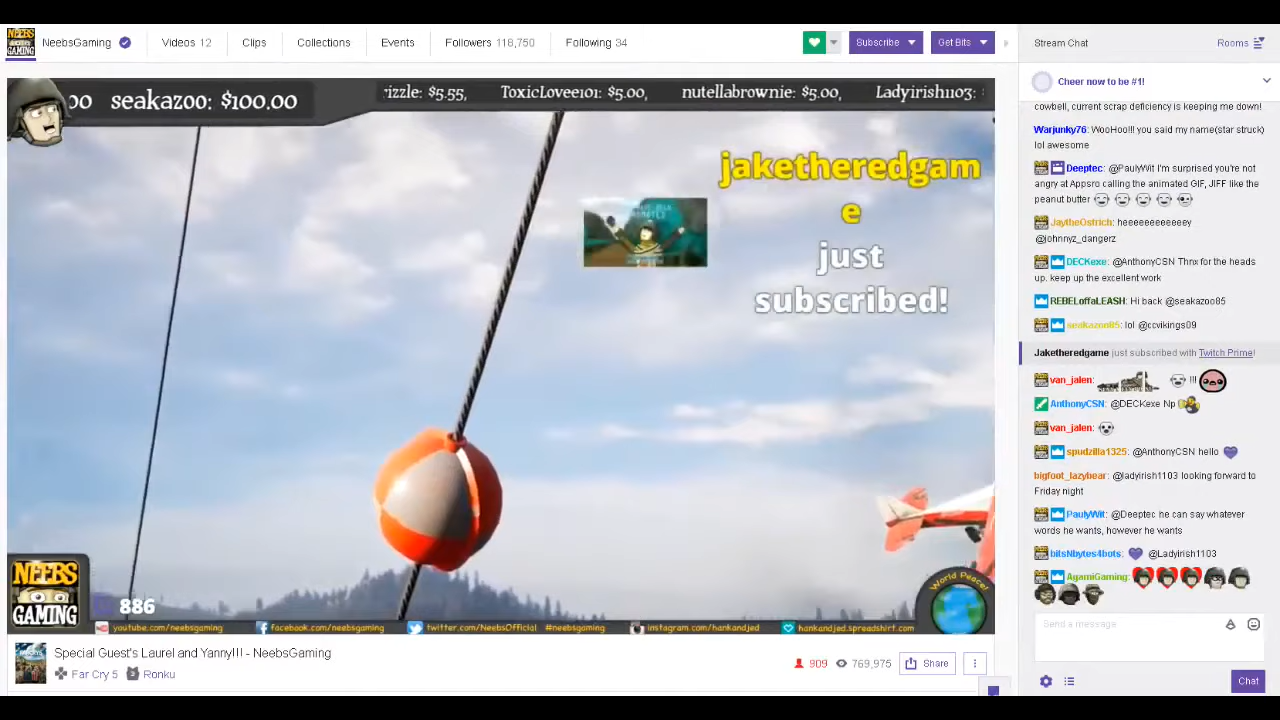 NEEBS GAMING
NeebsGaming
Videos 12
Clips
Collections
Events
Followers 118,750
Following 34
Subscribe
Get Bits
Stream Chat
Rooms
Cheer now to be #1!
00 seakazoo: $100.00
rizzle: $5.55, ToxicLovee101: $5.00, nutellabrownie: $5.00, Ladyirish1103:
jaketheredgam
e
just
subscribed!
NEEBS
GAMING
886
World Peace!
youtube.com/neebsgaming
facebook.com/neebsgaming
twitter.com/NeebsOfficial #neebsgaming
instagram.com/hankandjed
hankandjed.spreadshirt.com
Special Guest's Laurel and Yanny!!! - NeebsGaming
Far Cry 5 Ronku
909
769,975
Share
cowbell, current scrap deficiency is keeping me down!
Warjunky76: WooHoo!!! you said my name(star struck)
lol awesome
Deeptec: @PaulyWit I'm surprised you're not
angry at Appsro calling the animated GIF, JIFF like the
peanut butter
JaytheOstrich: heeeeeeeeeeey
@johnnyz_dangerz
DECKexe: @AnthonyCSN Thnx for the heads
up. keep up the excellent work
REBELoffaLEASH: Hi back @seakazoo85
seakazoo85: lol @ccvikings09
Jaketheredgame just subscribed with Twitch Prime!
van_jalen: !!!
AnthonyCSN: @DECKexe Np
van_jalen:
spudzilla1325: @AnthonyCSN hello
bigfoot_lazybear: @ladyirish1103 looking forward to
Friday night
PaulyWit: @Deeptec he can say whatever
words he wants, however he wants
bitsNbytes4bots: @Ladyirish1103
AgamiGaming:
Send a message
Chat